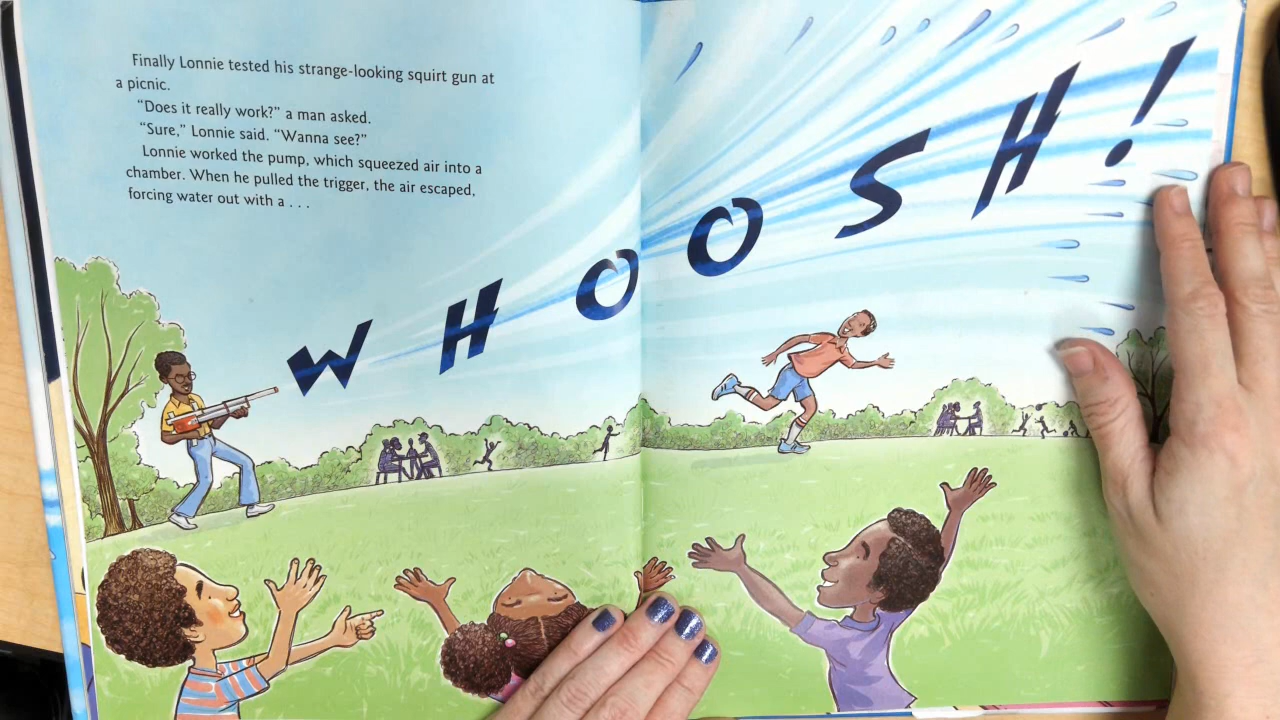 Finally Lonnie tested his strange-looking squirt gun at
a picnic.
“Does it really work?” a man asked.
“Sure,” Lonnie said. “Wanna see?”
Lonnie worked the pump, which squeezed air into a
chamber. When he pulled the trigger, the air escaped,
forcing water out with a . . .
WHOOSH!